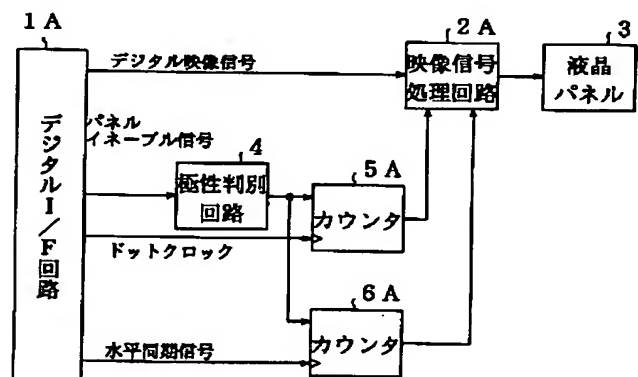 1A
デジタルI/F回路
デジタル映像信号
2A
映像信号
処理回路
3
液晶
パネル
パネル
イネーブル信号
4
極性判別
回路
5A
カウンタ
ドットクロック
6A
カウンタ
水平同期信号